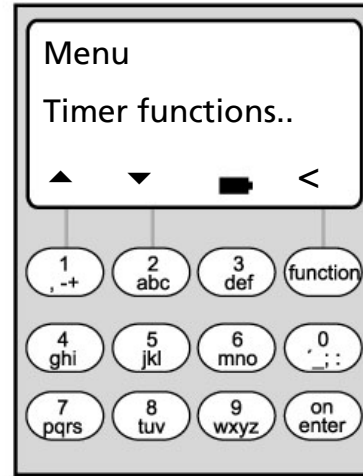 Menu
Timer functions..
<
1 2 3 function
, -+ abc def
4 5 6 0
ghi jkl mno ´_; :
7 8 9 on
pqrs tuv wxyz enter